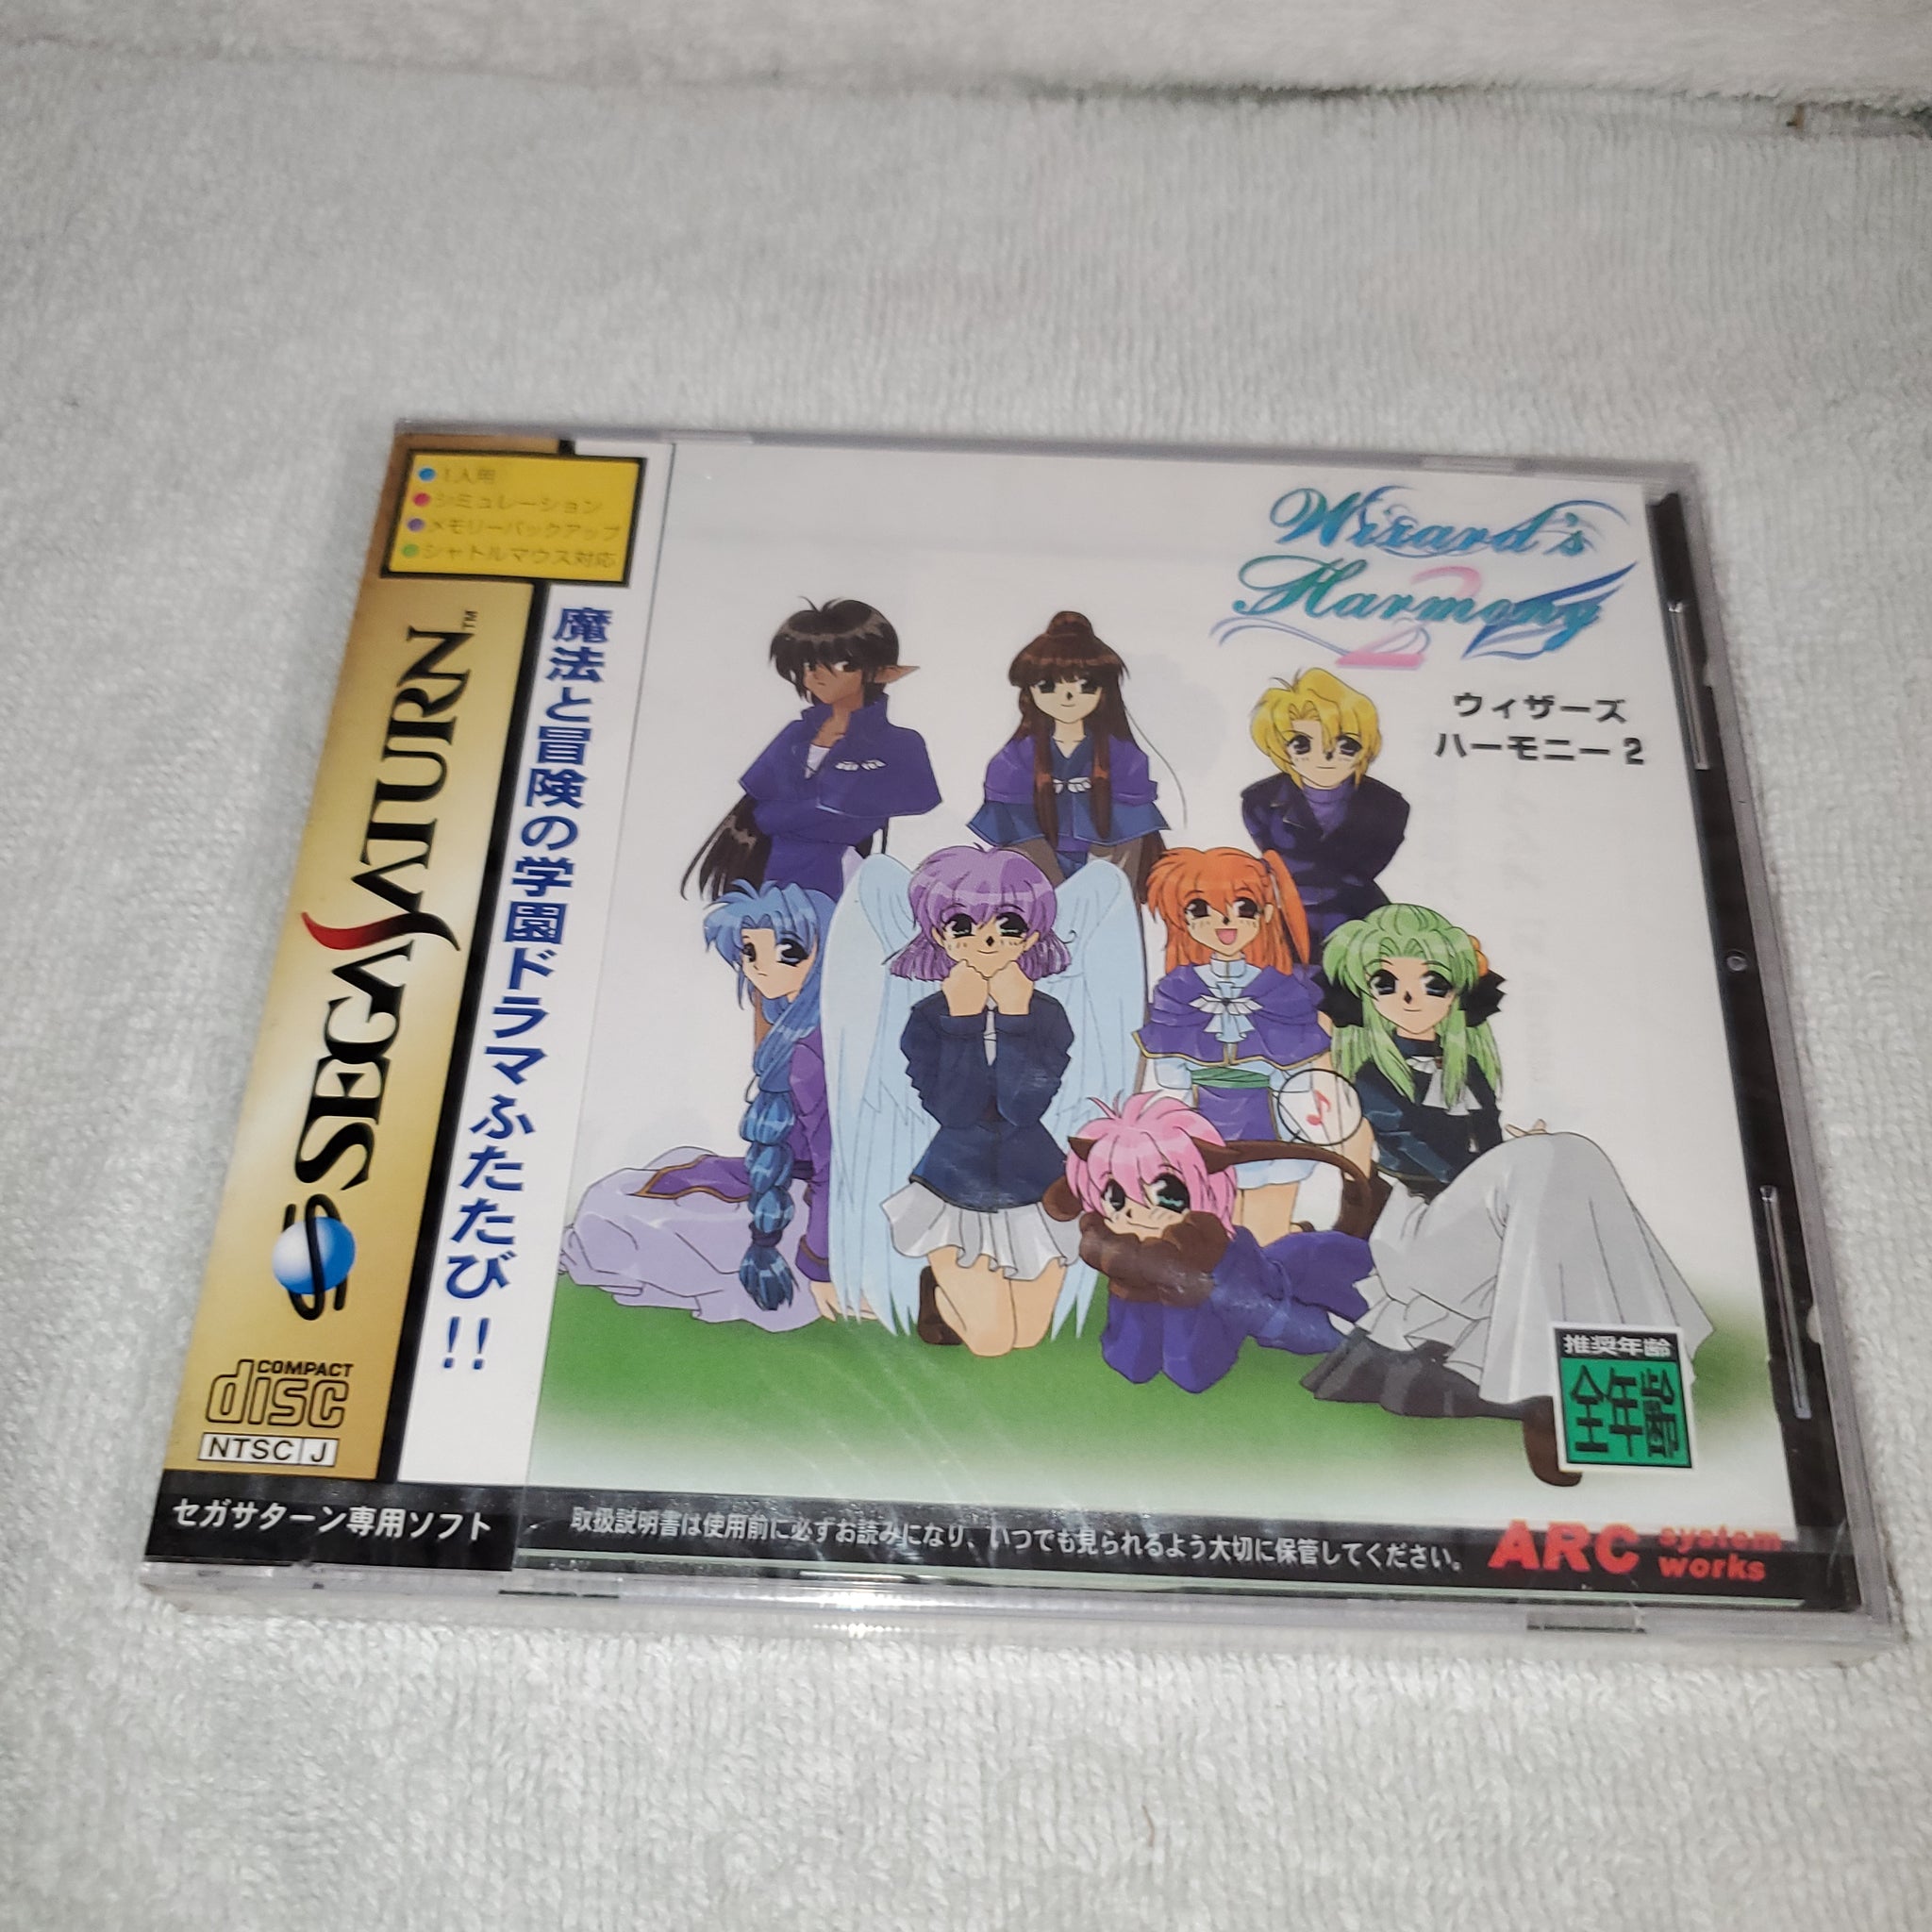 ●1人用
●シミュレーション
●メモリーバックアップ
●シャトルマウス対応
SEGA SATURN™
COMPACT
disc
NTSC J
セガサターン専用ソフト
魔法と冒険の学園ドラマふたたび!!
Wizard's
Harmony
2
ウィザーズ
ハーモニー2
推奨年齢
全年齢
取扱説明書は使用前に必ずお読みになり、いつでも見られるよう大切に保管してください。
ARC system
works